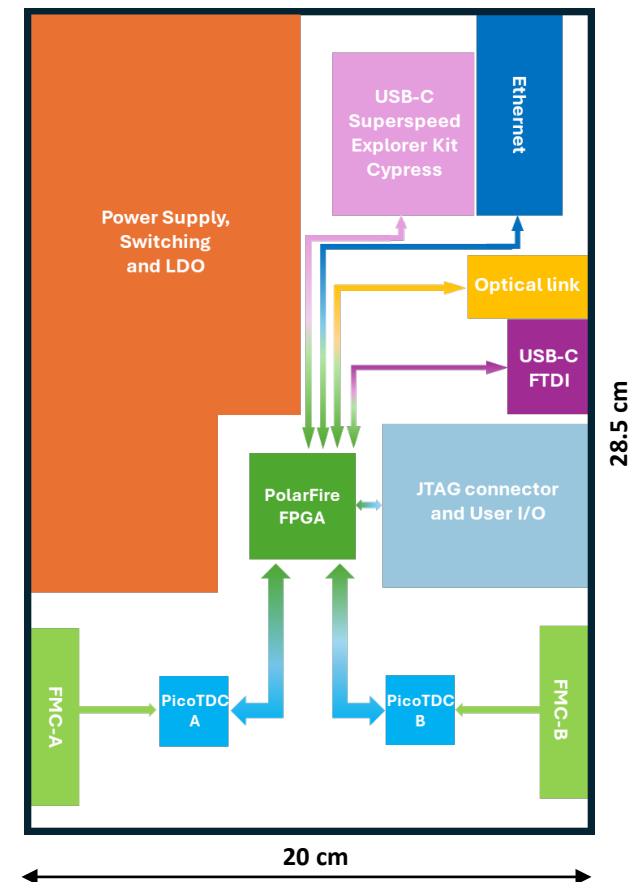 USB-C
Superspeed
Explorer Kit
Cypress
Ethernet
Power Supply,
Switching
and LDO
Optical link
USB-C
FTDI
28.5 cm
PolarFire
FPGA
JTAG connector
and User I/O
FMC-A
PicoTDC
A
PicoTDC
B
FMC-B
20 cm